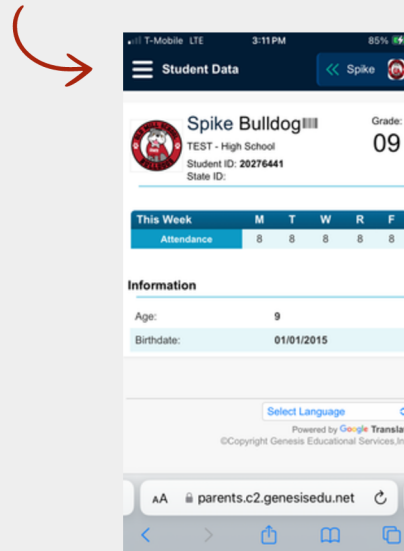 T-Mobile LTE 3:11 PM 85%
Student Data Spike
Spike Bulldog Grade:
TEST - High School 09
Student ID: 20276441
State ID:
This Week M T W R F
Attendance 8 8 8 8 8
Information
Age: 9
Birthdate: 01/01/2015
Select Language
Powered by Google Translat
©Copyright Genesis Educational Services,In
AA parents.c2.genesisedu.net